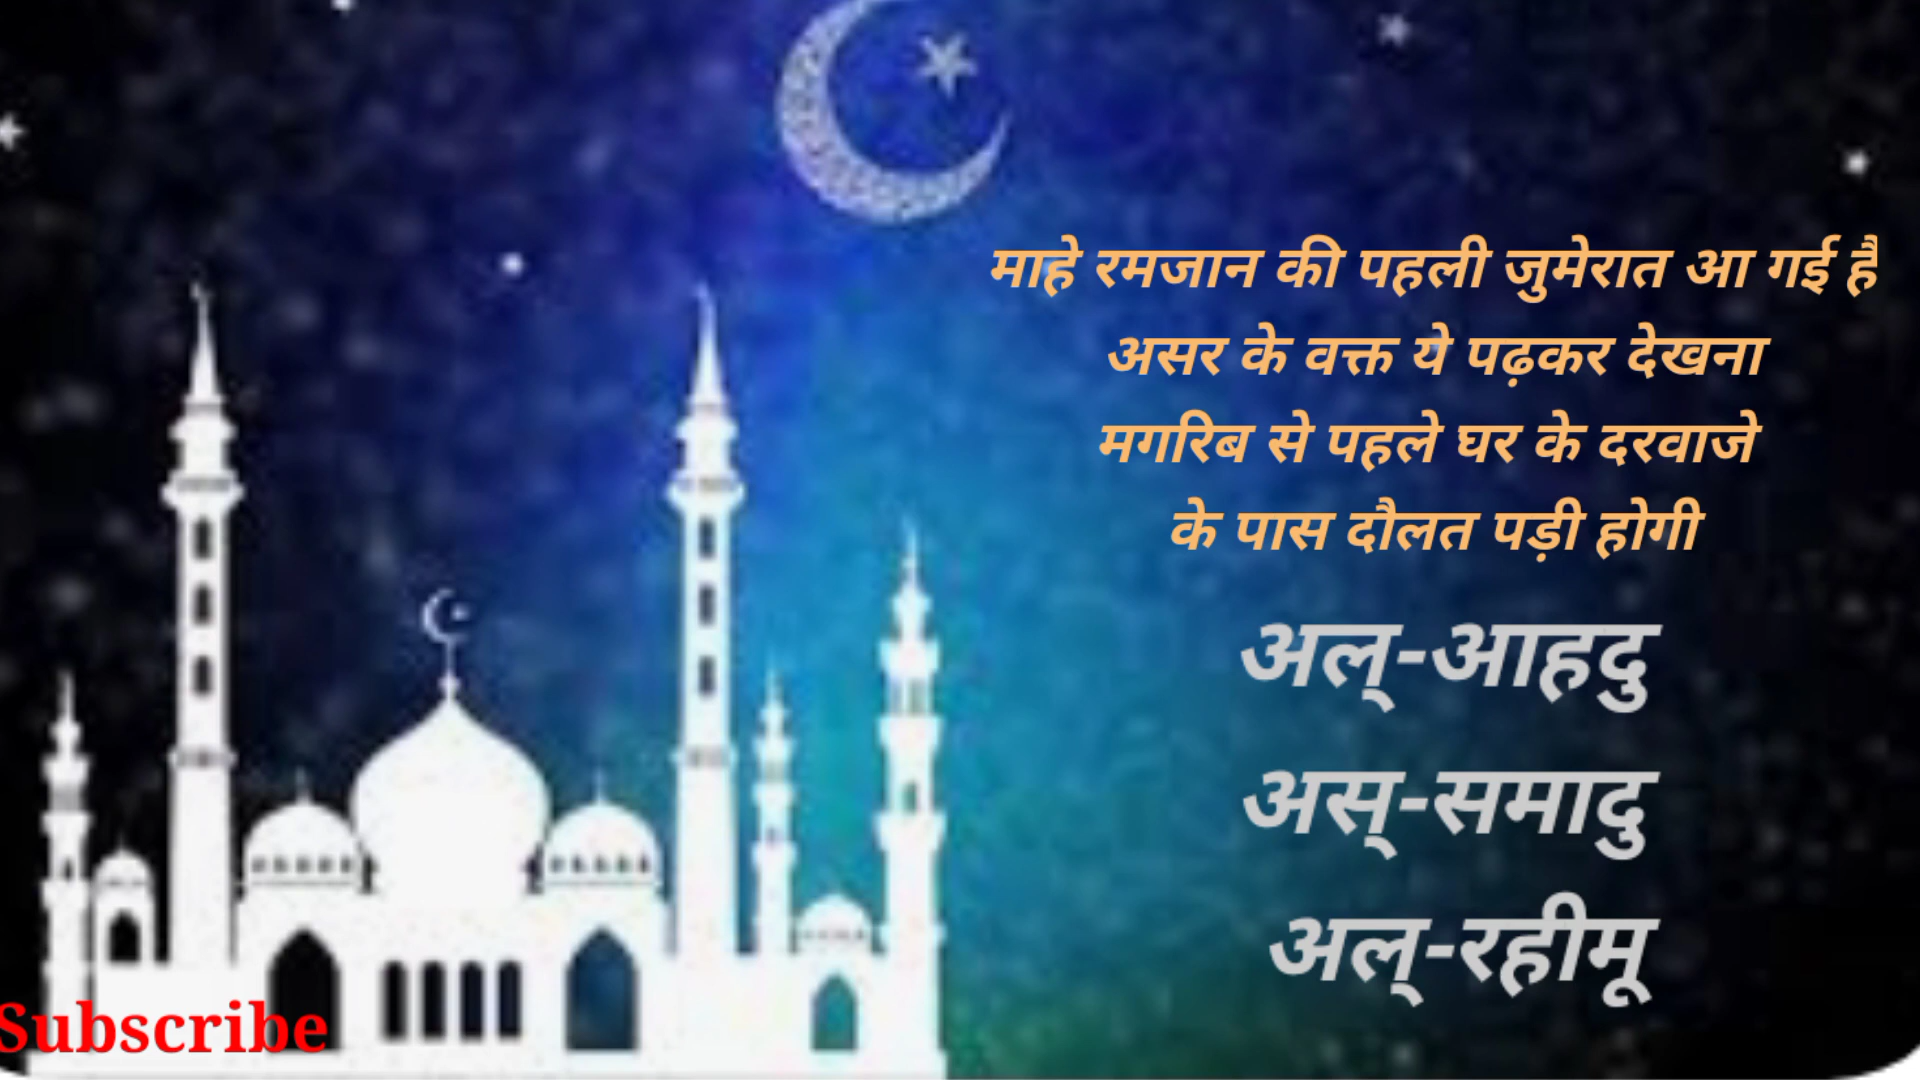 माहे रमजान की पहली जुमेरात आ गई है
असर के वक्त ये पढ़कर देखना
मगरिब से पहले घर के दरवाजे
के पास दौलत पड़ी होगी
अल्-आहदु
अस्-समादु
अल्-रहीमू
Subscribe